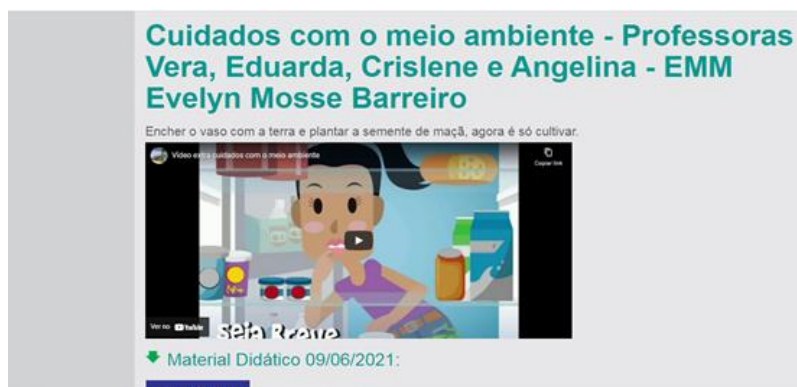 Cuidados com o meio ambiente - Professoras
Vera, Eduarda, Crislene e Angelina - EMM
Evelyn Mosse Barreiro
Encher o vaso com a terra e plantar a semente de maçã, agora é só cultivar.
Vídeo extra cuidados com o meio ambiente
Copiar link
Ver no YouTube
Seja Breve
Material Didático 09/06/2021: